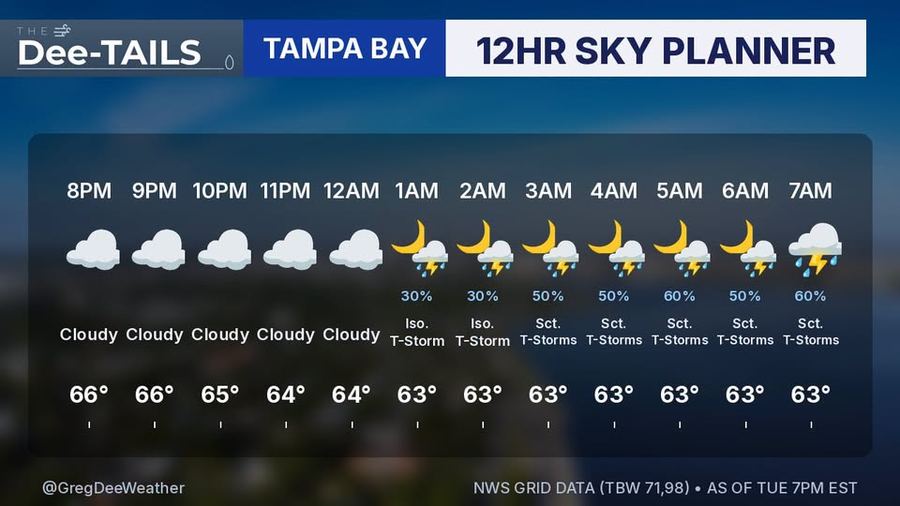 THE
Dee-TAILS
TAMPA BAY
12HR SKY PLANNER
8PM 9PM 10PM 11PM 12AM 1AM 2AM 3AM 4AM 5AM 6AM 7AM
30% 30% 50% 50% 60% 50% 60%
Cloudy Cloudy Cloudy Cloudy Cloudy Iso. T-Storm Iso. T-Storm Sct. T-Storms Sct. T-Storms Sct. T-Storms Sct. T-Storms Sct. T-Storms
66° 66° 65° 64° 64° 63° 63° 63° 63° 63° 63° 63°
@GregDeeWeather
NWS GRID DATA (TBW 71,98) • AS OF TUE 7PM EST